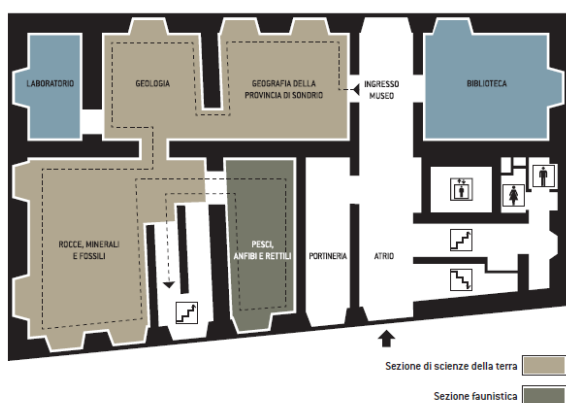 LABORATORIO
GEOLOGIA
GEOGRAFIA DELLA
PROVINCIA DI SONDRIO
INGRESSO
MUSEO
BIBLIOTECA
ROCCE, MINERALI
E FOSSILI
PESCI,
ANFIBI E RETTILI
PORTINERIA
ATRIO
Sezione di scienze della terra
Sezione faunistica